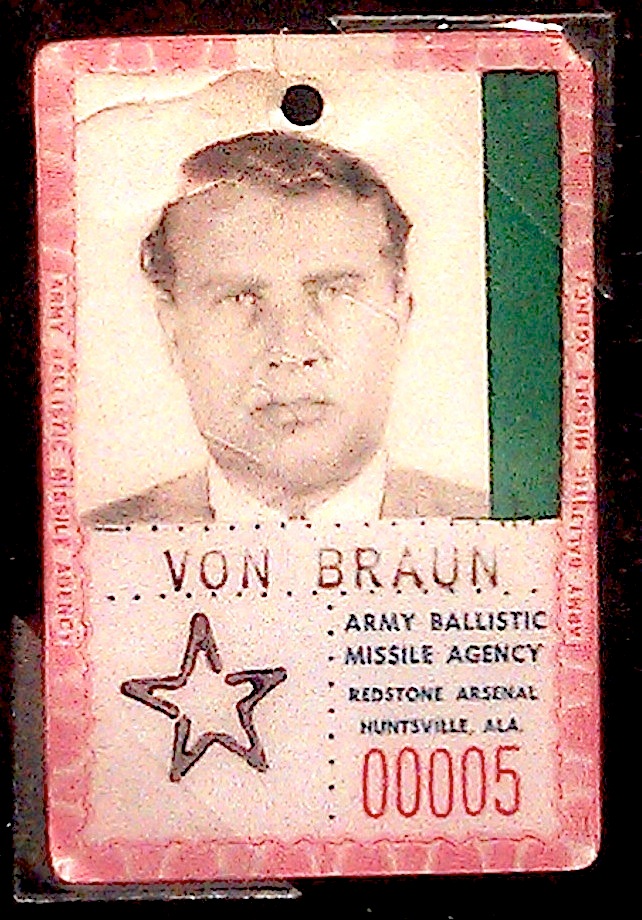 VON BRAUN
ARMY BALLISTIC
MISSILE AGENCY
REDSTONE ARSENAL
HUNTSVILLE, ALA.
00005
ARMY BALLISTIC MISSILE AGENCY
ARMY BALLISTIC MISSILE AGENCY